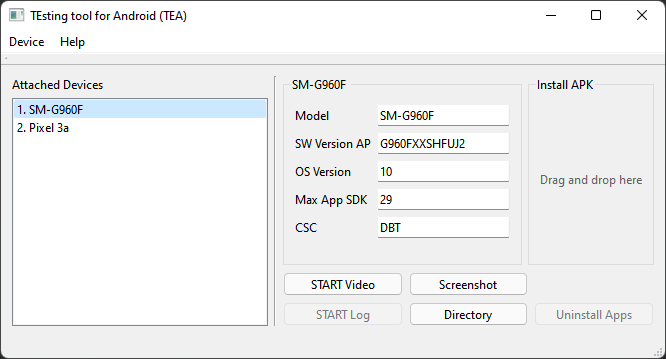 TEsting tool for Android (TEA)
Device Help
Attached Devices
1. SM-G960F
2. Pixel 3a
SM-G960F
Model SM-G960F
SW Version AP G960FXXSHFUJ2
OS Version 10
Max App SDK 29
CSC DBT
Install APK
Drag and drop here
START Video Screenshot
START Log Directory Uninstall Apps